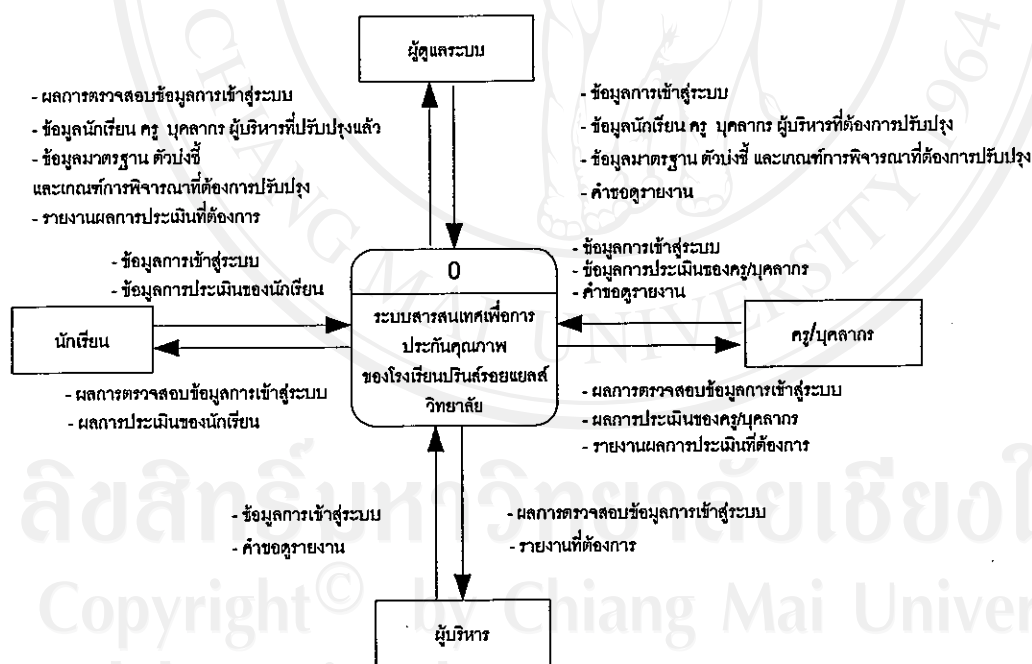 ผู้ดูแลระบบ
- ผลการตรวจสอบข้อมูลการเข้าสู่ระบบ
- ข้อมูลนักเรียน ครู บุคลากร ผู้บริหารที่ปรับปรุงแล้ว
- ข้อมูลมาตรฐาน ตัวบ่งชี้
และเกณฑ์การพิจารณาที่ต้องการปรับปรุง
- รายงานผลการประเมินที่ต้องการ
- ข้อมูลการเข้าสู่ระบบ
- ข้อมูลนักเรียน ครู บุคลากร ผู้บริหารที่ต้องการปรับปรุง
- ข้อมูลมาตรฐาน ตัวบ่งชี้ และเกณฑ์การพิจารณาที่ต้องการปรับปรุง
- คำขอดูรายงาน
- ข้อมูลการเข้าสู่ระบบ
- ข้อมูลการประเมินของนักเรียน
นักเรียน
- ผลการตรวจสอบข้อมูลการเข้าสู่ระบบ
- ผลการประเมินของนักเรียน
0
ระบบสารสนเทศเพื่อการ
ประกันคุณภาพ
ของโรงเรียนปรินส์รอยแยลส์
วิทยาลัย
- ข้อมูลการเข้าสู่ระบบ
- ข้อมูลการประเมินของครู/บุคลากร
- คำขอดูรายงาน
ครู/บุคลากร
- ผลการตรวจสอบข้อมูลการเข้าสู่ระบบ
- ผลการประเมินของครู/บุคลากร
- รายงานผลการประเมินที่ต้องการ
- ข้อมูลการเข้าสู่ระบบ
- คำขอดูรายงาน
- ผลการตรวจสอบข้อมูลการเข้าสู่ระบบ
- รายงานที่ต้องการ
ผู้บริหาร
CHIANG MAI UNIVERSITY 1964
ลิขสิทธิ์มหาวิทยาลัยเชียงใ
Copyright© by Chiang Mai Univer